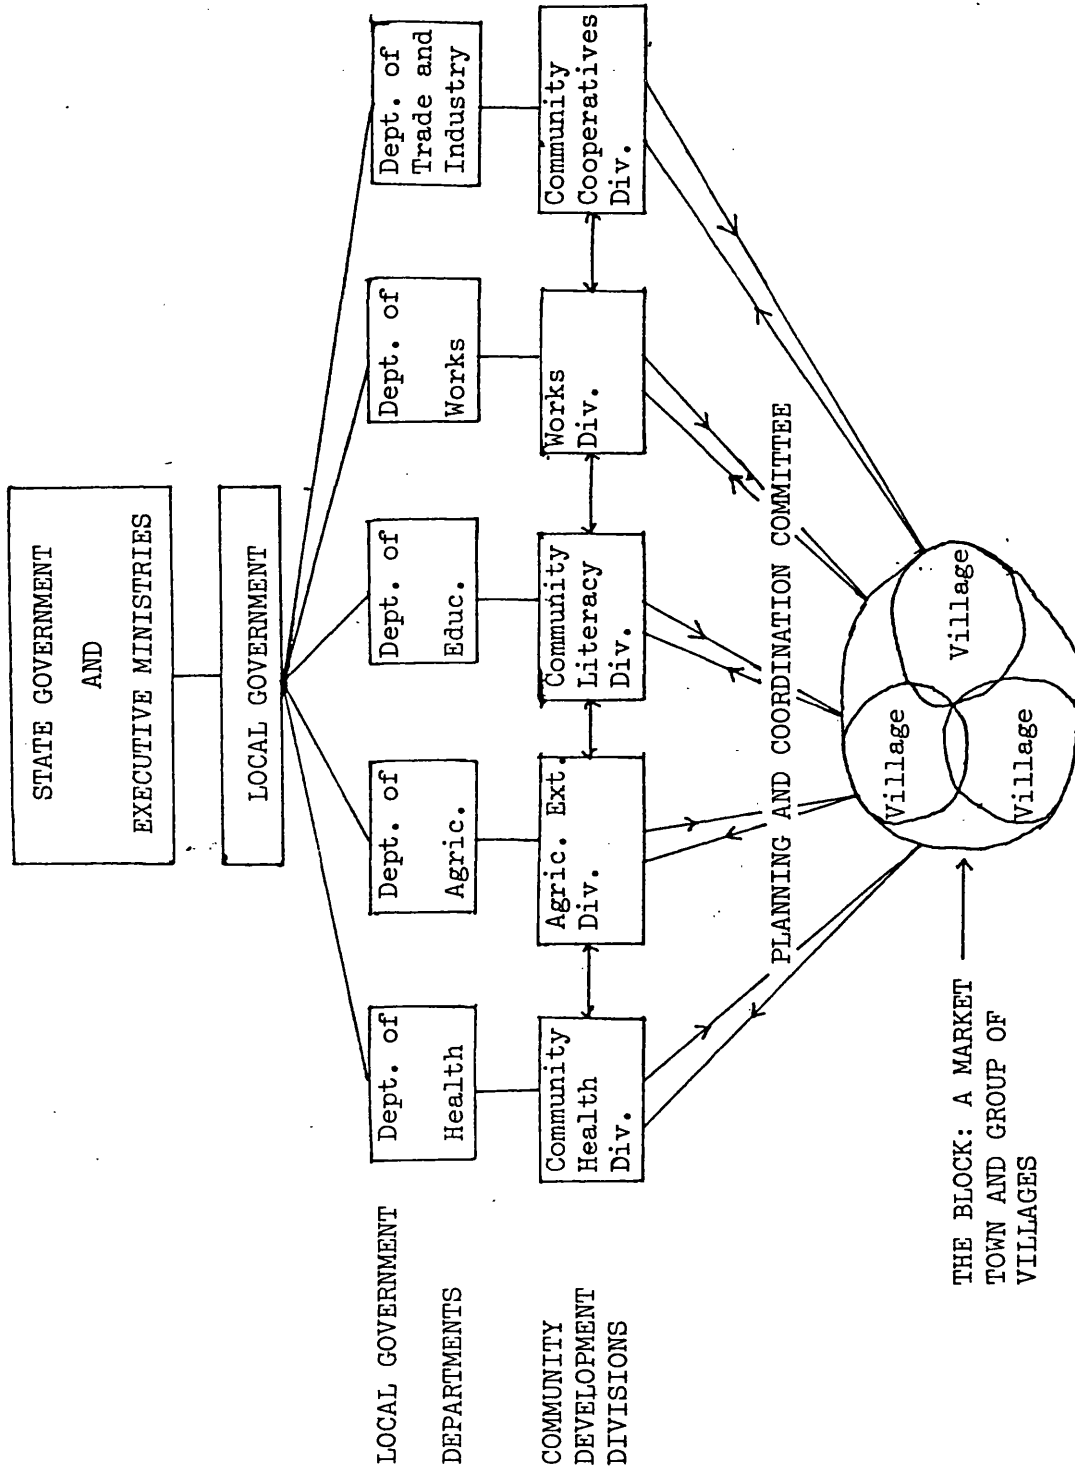 STATE GOVERNMENT
AND
EXECUTIVE MINISTRIES
LOCAL GOVERNMENT
LOCAL GOVERNMENT
DEPARTMENTS
Dept. of
Health
Dept. of
Agric.
Dept. of
Educ.
Dept. of
Works
Dept. of
Trade and
Industry
COMMUNITY
DEVELOPMENT
DIVISIONS
Community
Health
Div.
Agric. Ext.
Div.
Community
Literacy
Div.
Works
Div.
Community
Cooperatives
Div.
PLANNING AND COORDINATION COMMITTEE
Village
Village
Village
THE BLOCK: A MARKET
TOWN AND GROUP OF
VILLAGES